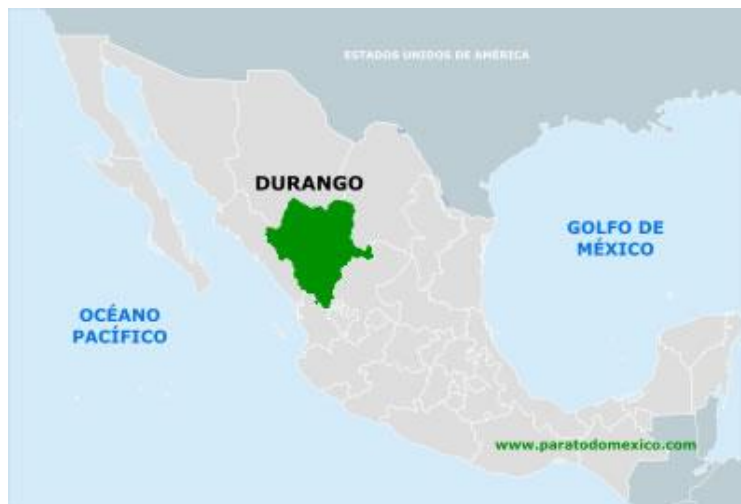 ESTADOS UNIDOS DE AMÉRICA
DURANGO
GOLFO DE
MÉXICO
OCÉANO
PACÍFICO
www.paratodomexico.com